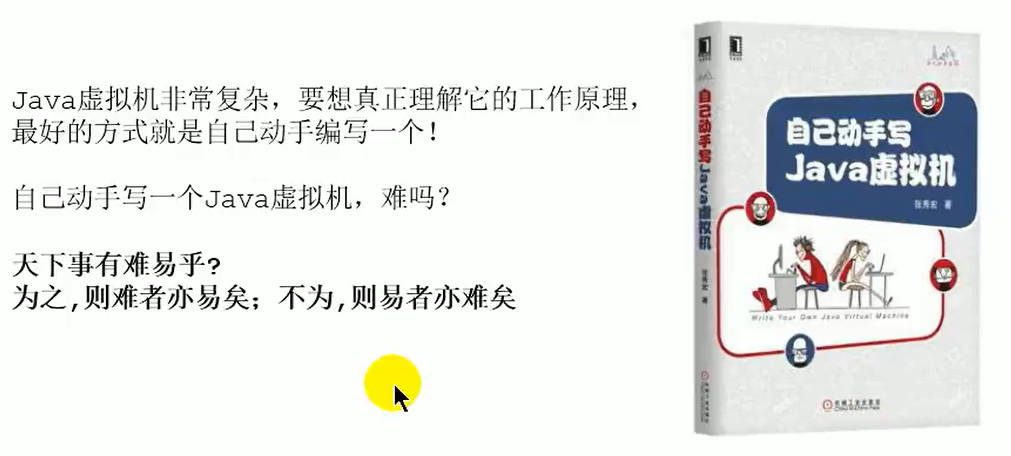 Java虚拟机非常复杂，要想真正理解它的工作原理，
最好的方式就是自己动手编写一个！
自己动手写一个Java虚拟机，难吗？
天下事有难易乎?
为之,则难者亦易矣；不为,则易者亦难矣
自己动手写Java虚拟机
张秀宏 著
自己动手写
Java虚拟机
张秀宏 著
Write Your Own Java Virtual Machine
机械工业出版社
China Machine Press